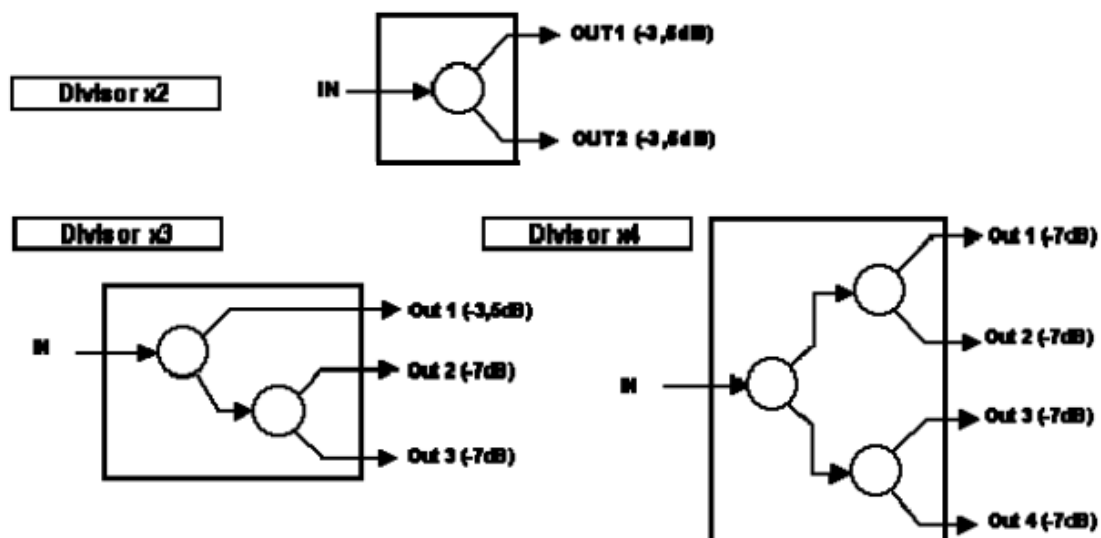 Divisor x2
IN
OUT1 (-3,5dB)
OUT2 (-3,5dB)
Divisor x3
IN
Out 1 (-3,5dB)
Out 2 (-7dB)
Out 3 (-7dB)
Divisor x4
IN
Out 1 (-7dB)
Out 2 (-7dB)
Out 3 (-7dB)
Out 4 (-7dB)